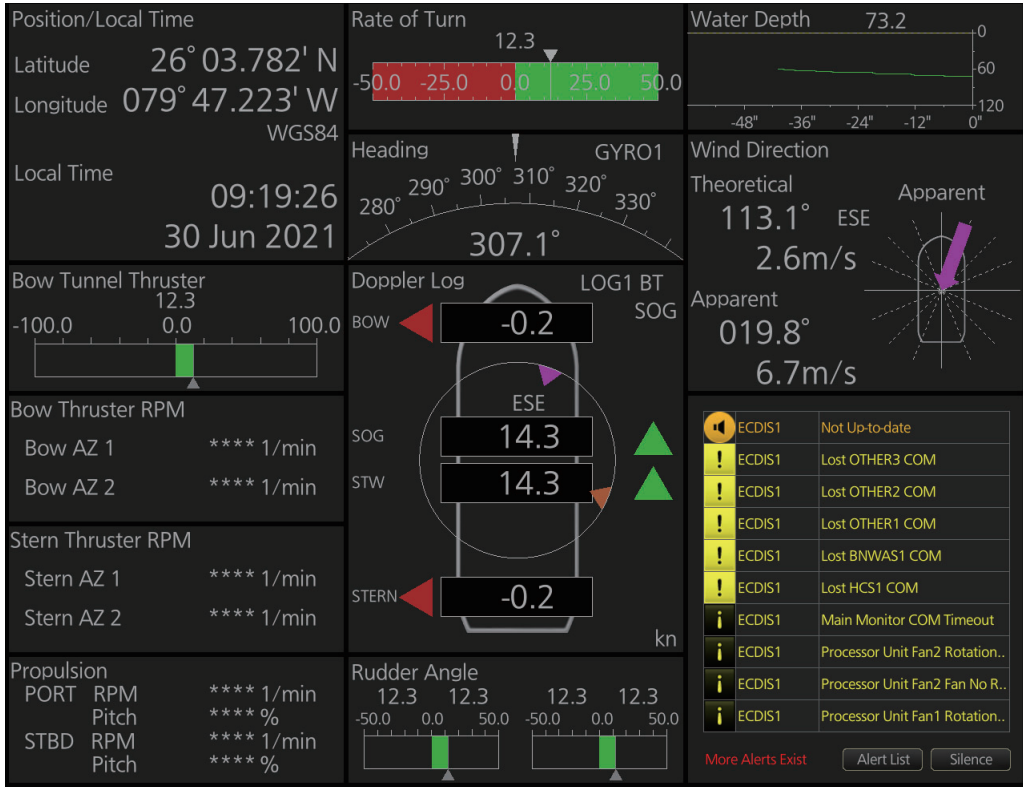 Position/Local Time
Latitude 26° 03.782' N
Longitude 079° 47.223' W
WGS84
Local Time
09:19:26
30 Jun 2021
Rate of Turn
12.3
-50.0 -25.0 0.0 25.0 50.0
Water Depth 73.2
0
60
120
-48" -36" -24" -12" 0"
Heading GYRO1
280° 290° 300° 310° 320° 330°
307.1°
Wind Direction
Theoretical
113.1° ESE
2.6m/s
Apparent
019.8°
6.7m/s
Apparent
Bow Tunnel Thruster
12.3
-100.0 0.0 100.0
Bow Thruster RPM
Bow AZ 1 **** 1/min
Bow AZ 2 **** 1/min
Stern Thruster RPM
Stern AZ 1 **** 1/min
Stern AZ 2 **** 1/min
Propulsion
PORT RPM **** 1/min
Pitch **** %
STBD RPM **** 1/min
Pitch **** %
Doppler Log LOG1 BT
SOG
BOW -0.2
ESE
SOG 14.3
STW 14.3
STERN -0.2
kn
Rudder Angle
12.3 12.3 12.3 12.3
-50.0 0.0 50.0 -50.0 0.0 50.0
ECDIS1 Not Up-to-date
! ECDIS1 Lost OTHER3 COM
! ECDIS1 Lost OTHER2 COM
! ECDIS1 Lost OTHER1 COM
! ECDIS1 Lost BNWAS1 COM
! ECDIS1 Lost HCS1 COM
i ECDIS1 Main Monitor COM Timeout
i ECDIS1 Processor Unit Fan2 Rotation..
i ECDIS1 Processor Unit Fan2 Fan No R..
i ECDIS1 Processor Unit Fan1 Rotation..
More Alerts Exist Alert List Silence